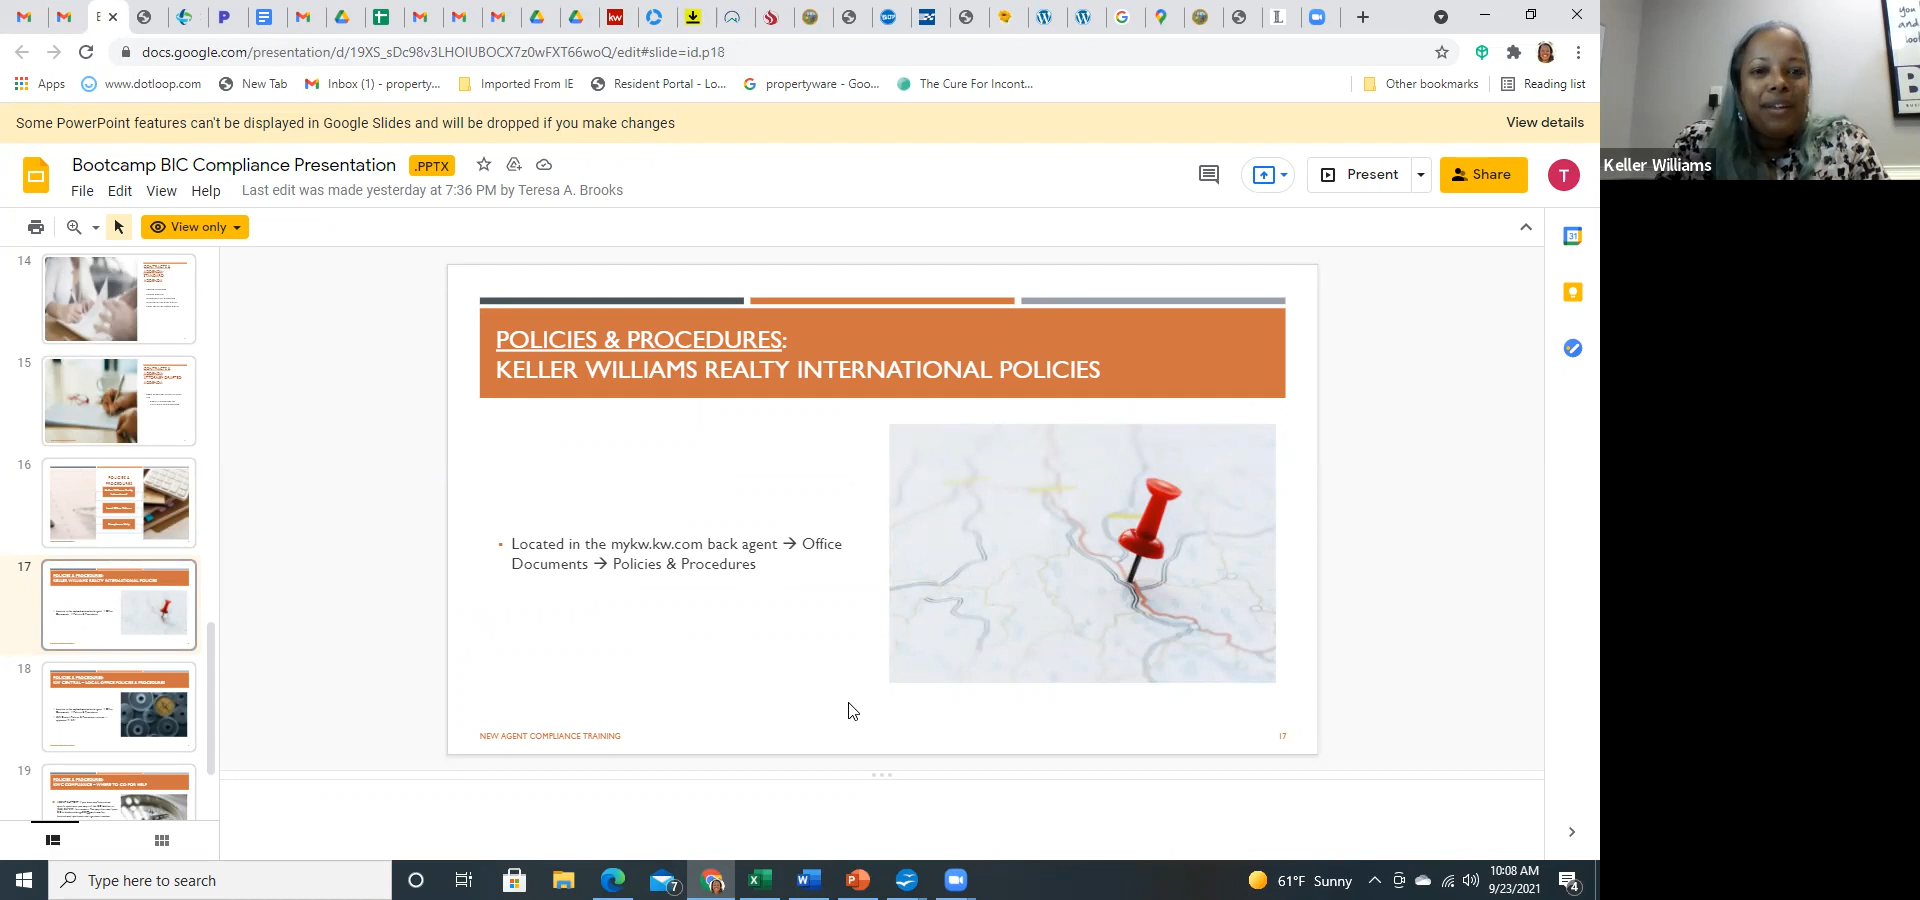 docs.google.com/presentation/d/19XS_sDc98v3LHOIUBOCX7z0wFXT66woQ/edit#slide=id.p18
Apps
www.dotloop.com
New Tab
Inbox (1) - property...
Imported From IE
Resident Portal - Lo...
propertyware - Goo...
The Cure For Incont...
Other bookmarks
Reading list
Some PowerPoint features can't be displayed in Google Slides and will be dropped if you make changes
View details
Bootcamp BIC Compliance Presentation
.PPTX
File Edit View Help
Last edit was made yesterday at 7:36 PM by Teresa A. Brooks
Present
Share
T
View only
14
15
16
17
18
19
POLICIES & PROCEDURES:
KELLER WILLIAMS REALTY INTERNATIONAL POLICIES
▪ Located in the mykw.kw.com back agent → Office
Documents → Policies & Procedures
NEW AGENT COMPLIANCE TRAINING
17
Keller Williams
you
and
Type here to search
7
61°F Sunny
10:08 AM
9/23/2021
4